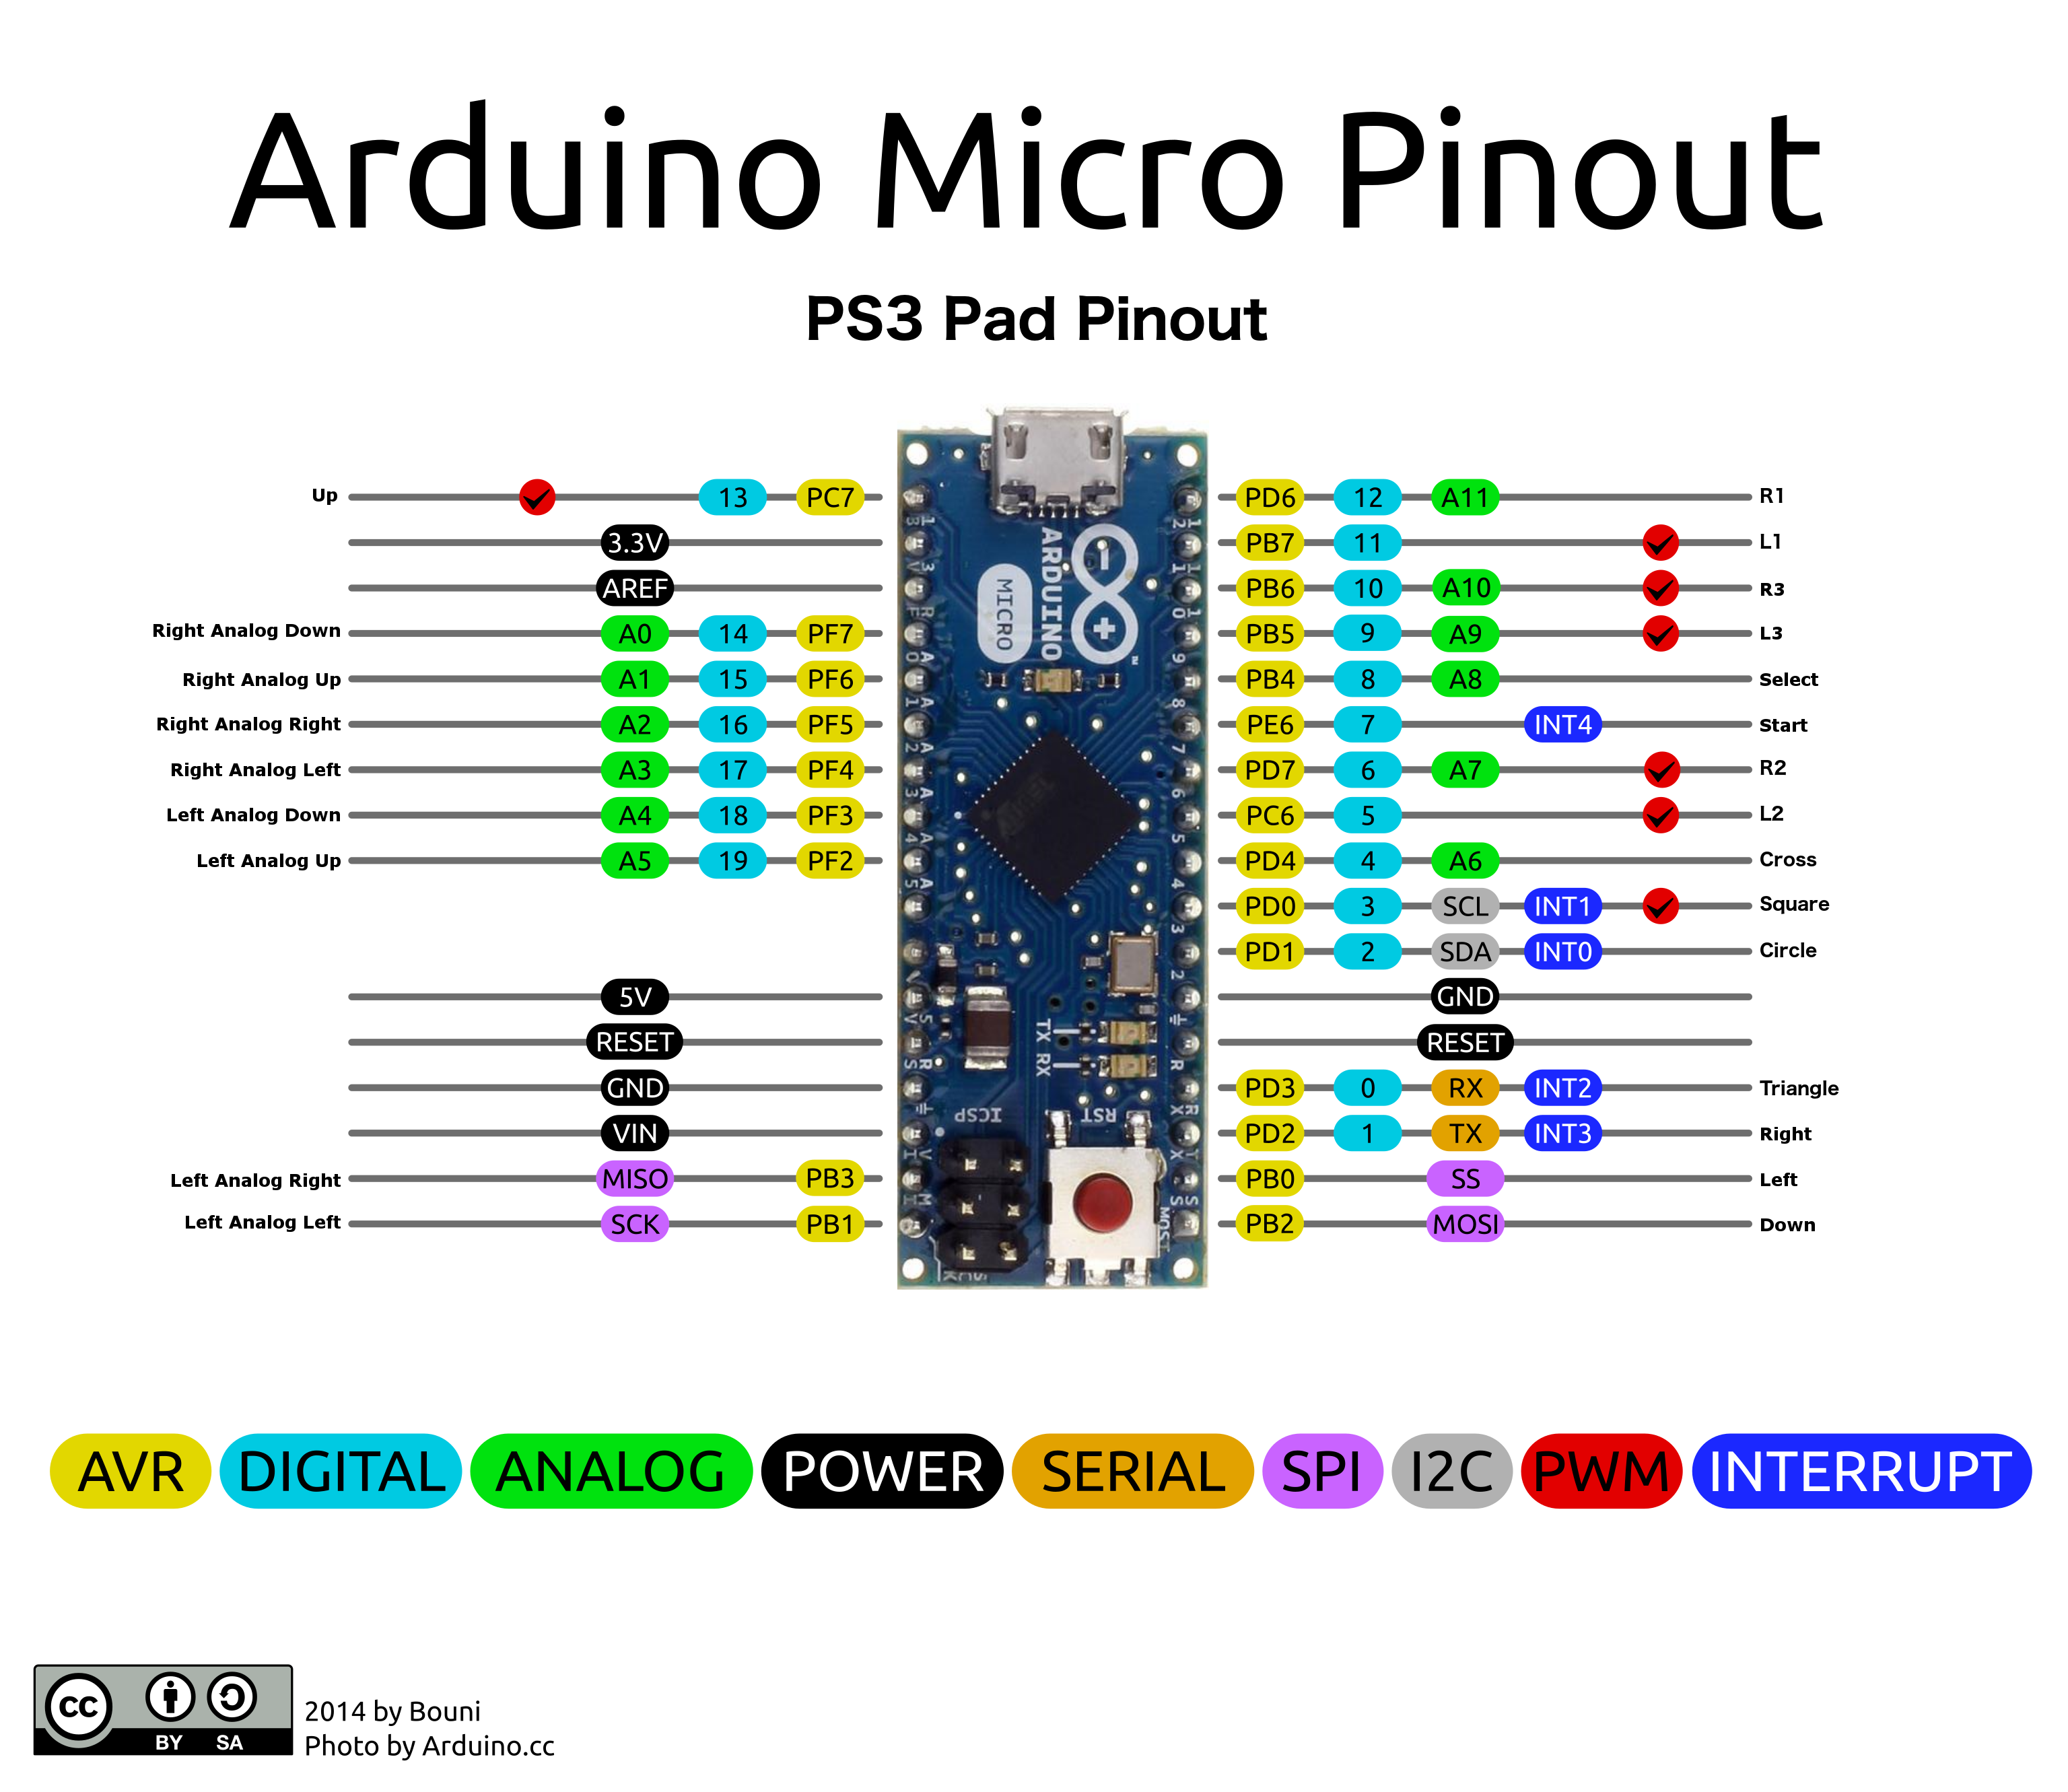 Arduino Micro Pinout
PS3 Pad Pinout
Up 13 PC7 PD6 12 A11 R1
3.3V PB7 11 L1
AREF PB6 10 A10 R3
Right Analog Down A0 14 PF7 PB5 9 A9 L3
Right Analog Up A1 15 PF6 PB4 8 A8 Select
Right Analog Right A2 16 PF5 PE6 7 INT4 Start
Right Analog Left A3 17 PF4 PD7 6 A7 R2
Left Analog Down A4 18 PF3 PC6 5 L2
Left Analog Up A5 19 PF2 PD4 4 A6 Cross
PD0 3 SCL INT1 Square
PD1 2 SDA INT0 Circle
5V GND
RESET RESET
GND PD3 0 RX INT2 Triangle
VIN PD2 1 TX INT3 Right
Left Analog Right MISO PB3 PB0 SS Left
Left Analog Left SCK PB1 PB2 MOSI Down
ARDUINO
MICRO
TX
RX
ICSP
RST
AVR DIGITAL ANALOG POWER SERIAL SPI I2C PWM INTERRUPT
cc
BY SA
2014 by Bouni
Photo by Arduino.cc